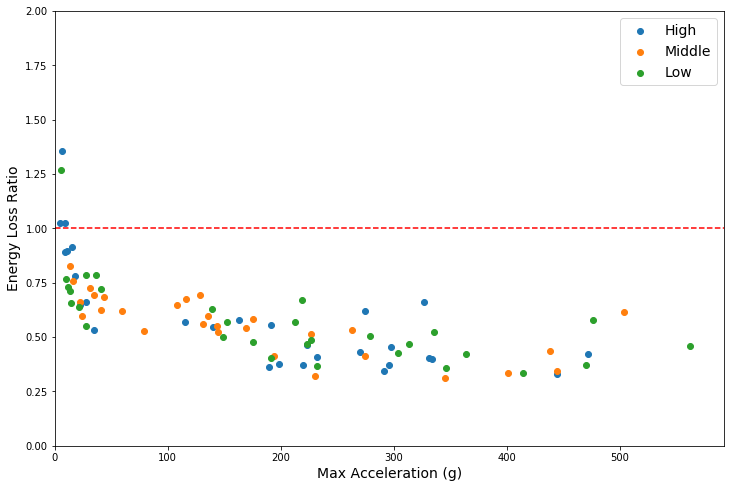 2.00
1.75
1.50
1.25
1.00
0.75
0.50
0.25
0.00
Energy Loss Ratio
High
Middle
Low
0 100 200 300 400 500
Max Acceleration (g)